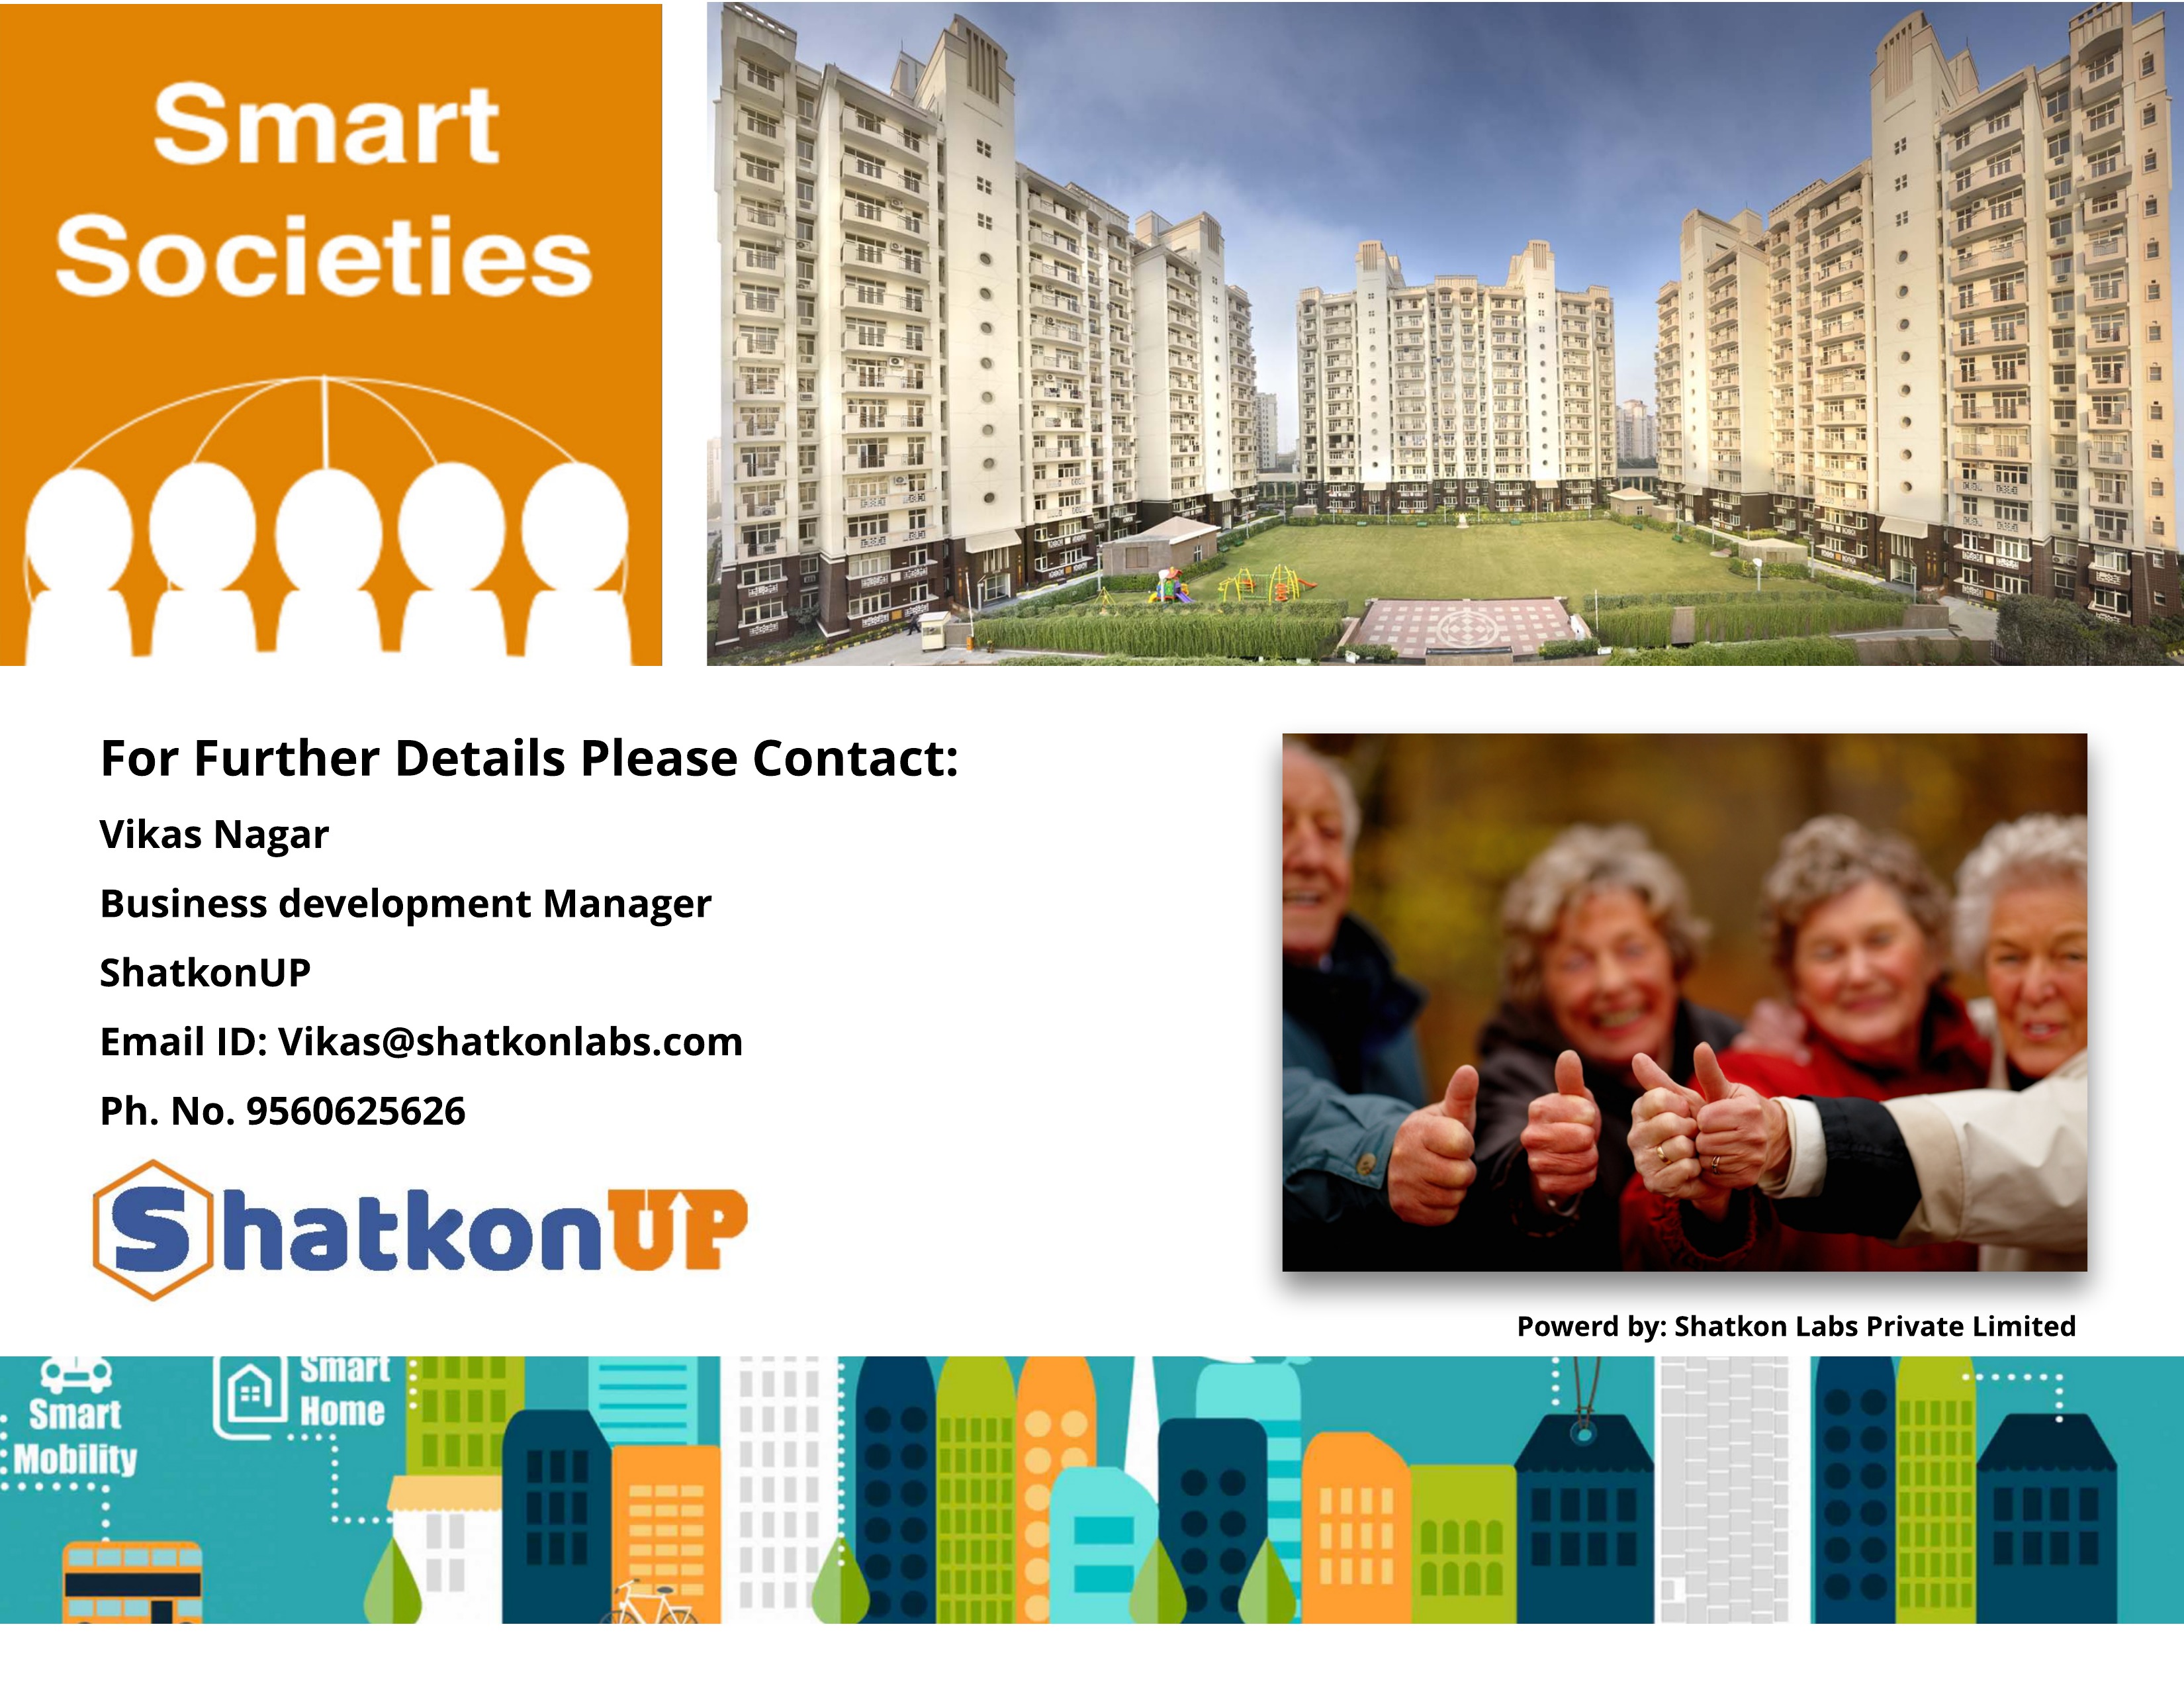 Smart
Societies
For Further Details Please Contact:
Vikas Nagar
Business development Manager
ShatkonUP
Email ID: Vikas@shatkonlabs.com
Ph. No. 9560625626
ShatkonUP
Powerd by: Shatkon Labs Private Limited
Smart
Mobility
Smart
Home